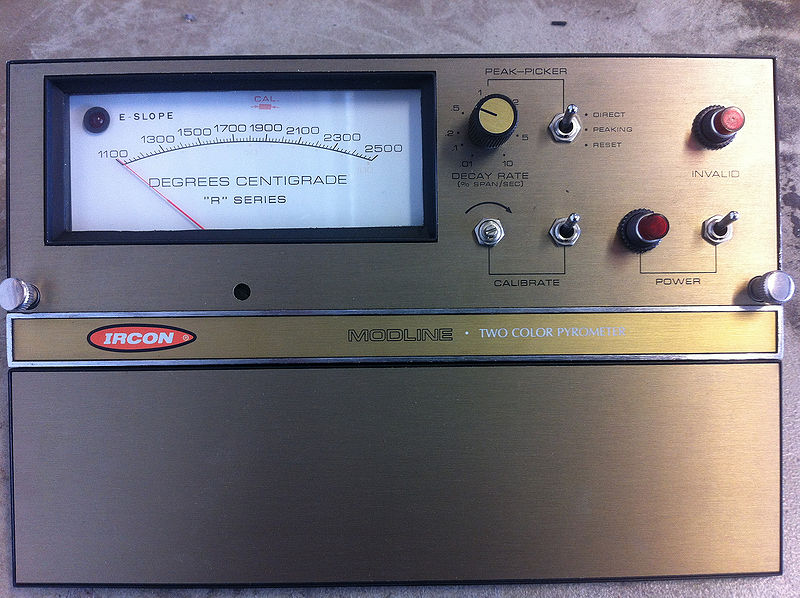 E-SLOPE
CAL.
1100 1300 1500 1700 1900 2100 2300 2500
DEGREES CENTIGRADE
"R" SERIES
PEAK-PICKER
.01 .1 .2 .5 1 2 5 10
DECAY RATE
(% SPAN/SEC)
DIRECT
PEAKING
RESET
INVALID
CALIBRATE
POWER
IRCON
MODLINE • TWO COLOR PYROMETER